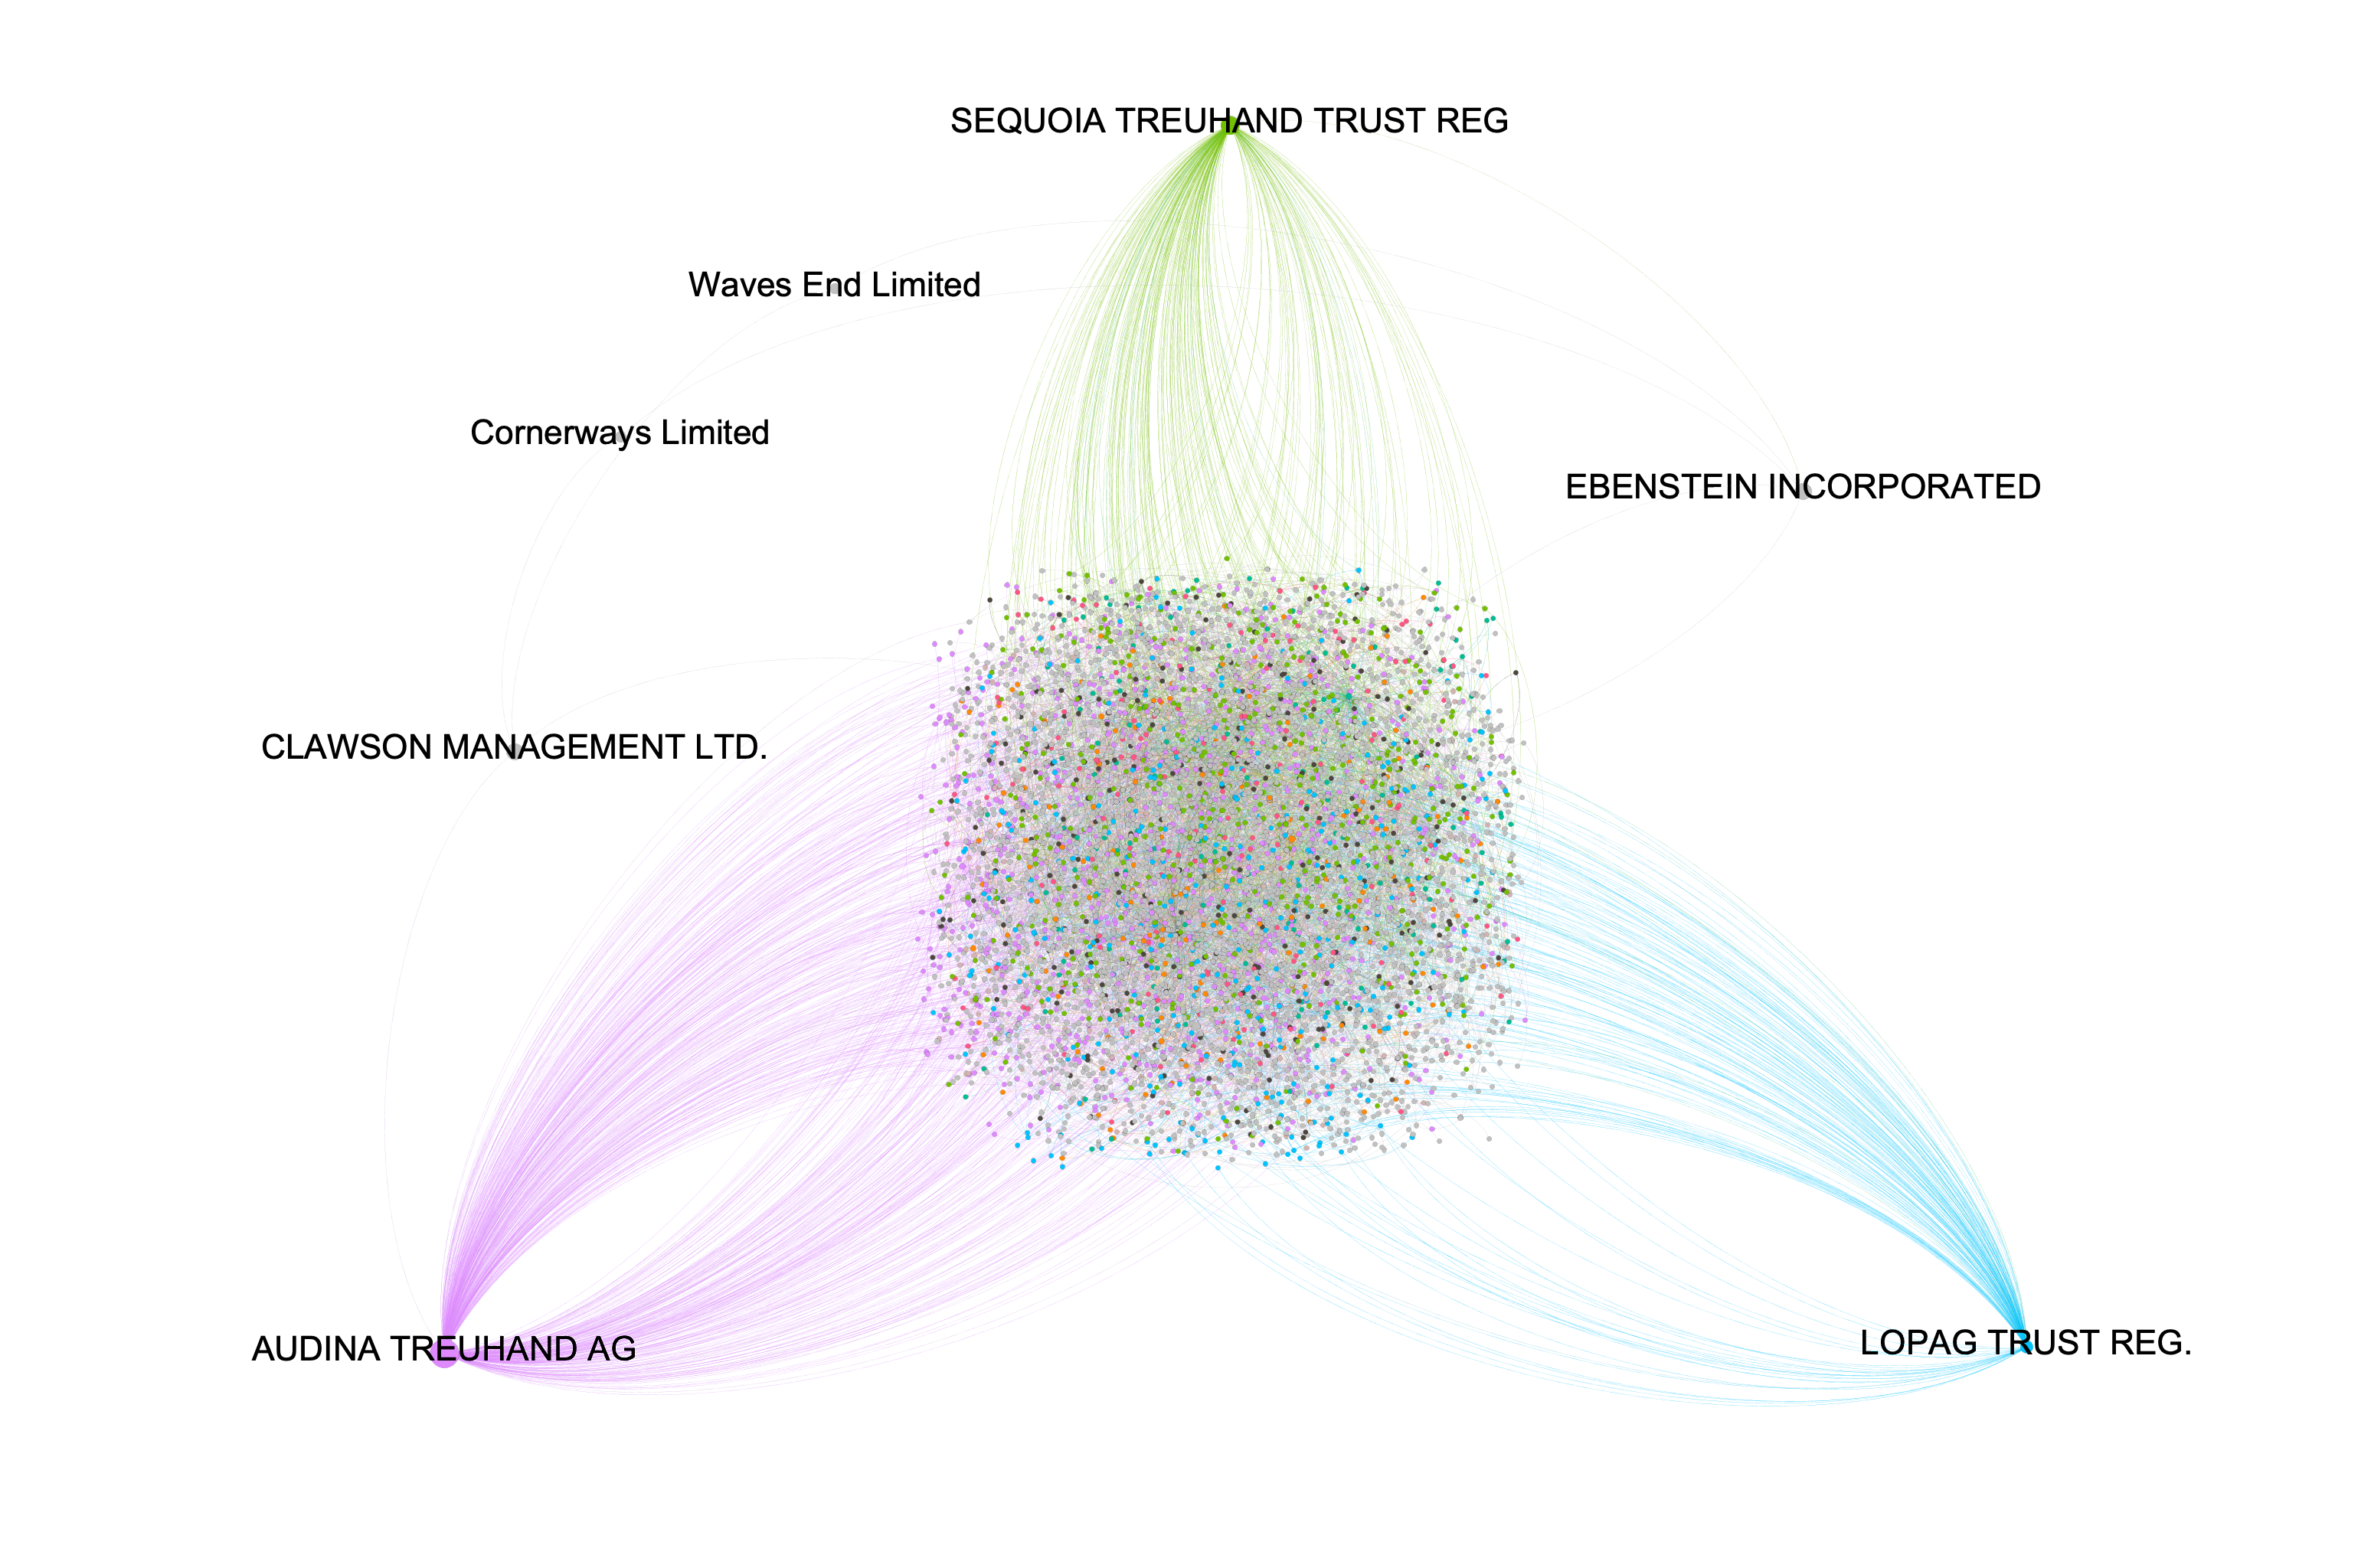 SEQUOIA TREUHAND TRUST REG
Waves End Limited
Cornerways Limited
EBENSTEIN INCORPORATED
CLAWSON MANAGEMENT LTD.
AUDINA TREUHAND AG
LOPAG TRUST REG.